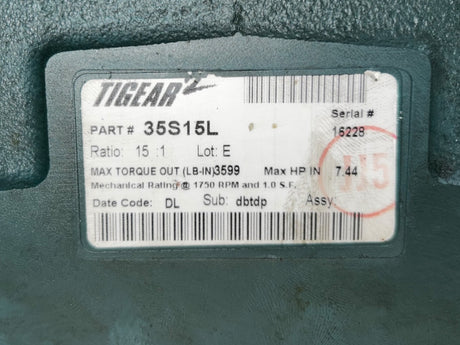 TIGEAR 2
Serial #
PART # 35S15L 16228
Ratio: 15 :1 Lot: E
MAX TORQUE OUT (LB-IN)3599 Max HP IN 7.44
Mechanical Rating @ 1750 RPM and 1.0 S.F.
Date Code: DL Sub: dbtdp Assy: